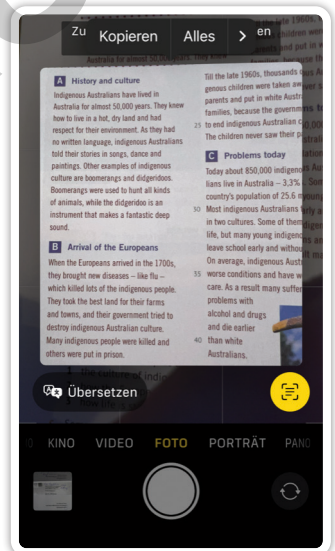 Zu
Kopieren
Alles
>
en
A History and culture
Indigenous Australians have lived in
Australia for almost 50,000 years. They knew
how to live in a hot, dry land and had
respect for their environment. As they had
no written language, indigenous Australians
told their stories in songs, dance and
paintings. Other examples of indigenous
culture are boomerangs and didgeridoos.
Boomerangs were used to hunt all kinds
of animals, while the didgeridoo is an
instrument that makes a fantastic deep
sound.
B Arrival of the Europeans
When the Europeans arrived in the 1700s,
they brought new diseases – like flu –
which killed lots of the indigenous people.
They took the best land for their farms
and towns, and their government tried to
destroy indigenous Australian culture.
Many indigenous people were killed and
others were put in prison.
Till the late 1960s, thousands
genous children were taken
parents and put in white
families, because the
25 to end indigenous Australian
The children never saw their
C Problems today
Today about 850,000
lians live in Australia – 3,3%
country's population of 25.6
30 Most indigenous Australians
in two cultures. Some of them
life, but many young
leave school early and
On average, indigenous
35 worse conditions and have
care. As a result many
problems with
alcohol and drugs
and die earlier
40 than white
Australians.
Übersetzen
KINO VIDEO FOTO PORTRÄT PANO